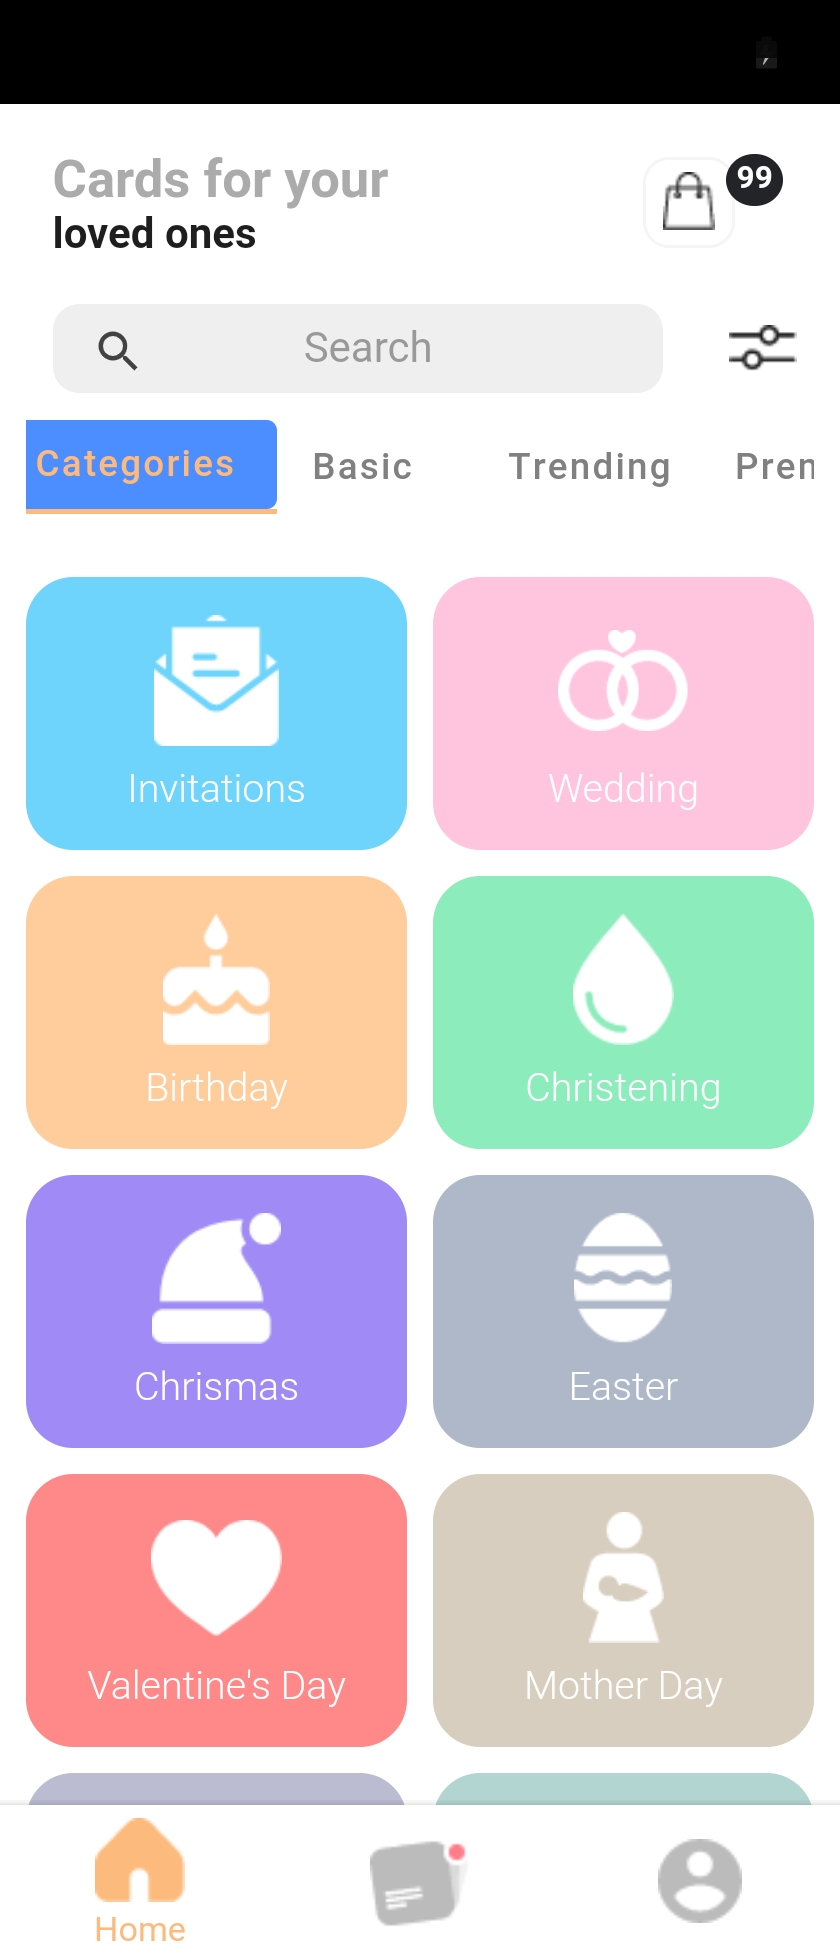 Cards for your
loved ones
99
Search
Categories Basic Trending Pren
Invitations Wedding
Birthday Christening
Chrismas Easter
Valentine's Day Mother Day
Home